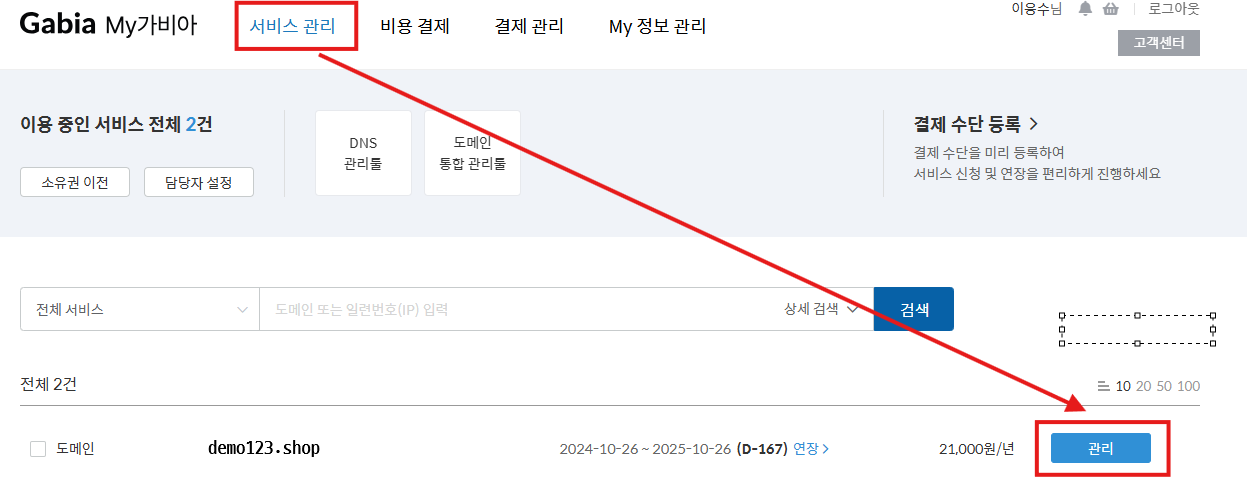 Gabia My가비아 서비스 관리 비용 결제 결제 관리 My 정보 관리
이용수님 로그아웃
고객센터
이용 중인 서비스 전체 2건
소유권 이전 담당자 설정
DNS
관리툴
도메인
통합 관리툴
결제 수단 등록
결제 수단을 미리 등록하여
서비스 신청 및 연장을 편리하게 진행하세요
전체 서비스 도메인 또는 일련번호(IP) 입력 상세 검색 검색
전체 2건 10 20 50 100
도메인 demo123.shop 2024-10-26 ~ 2025-10-26 (D-167) 연장 21,000원/년 관리